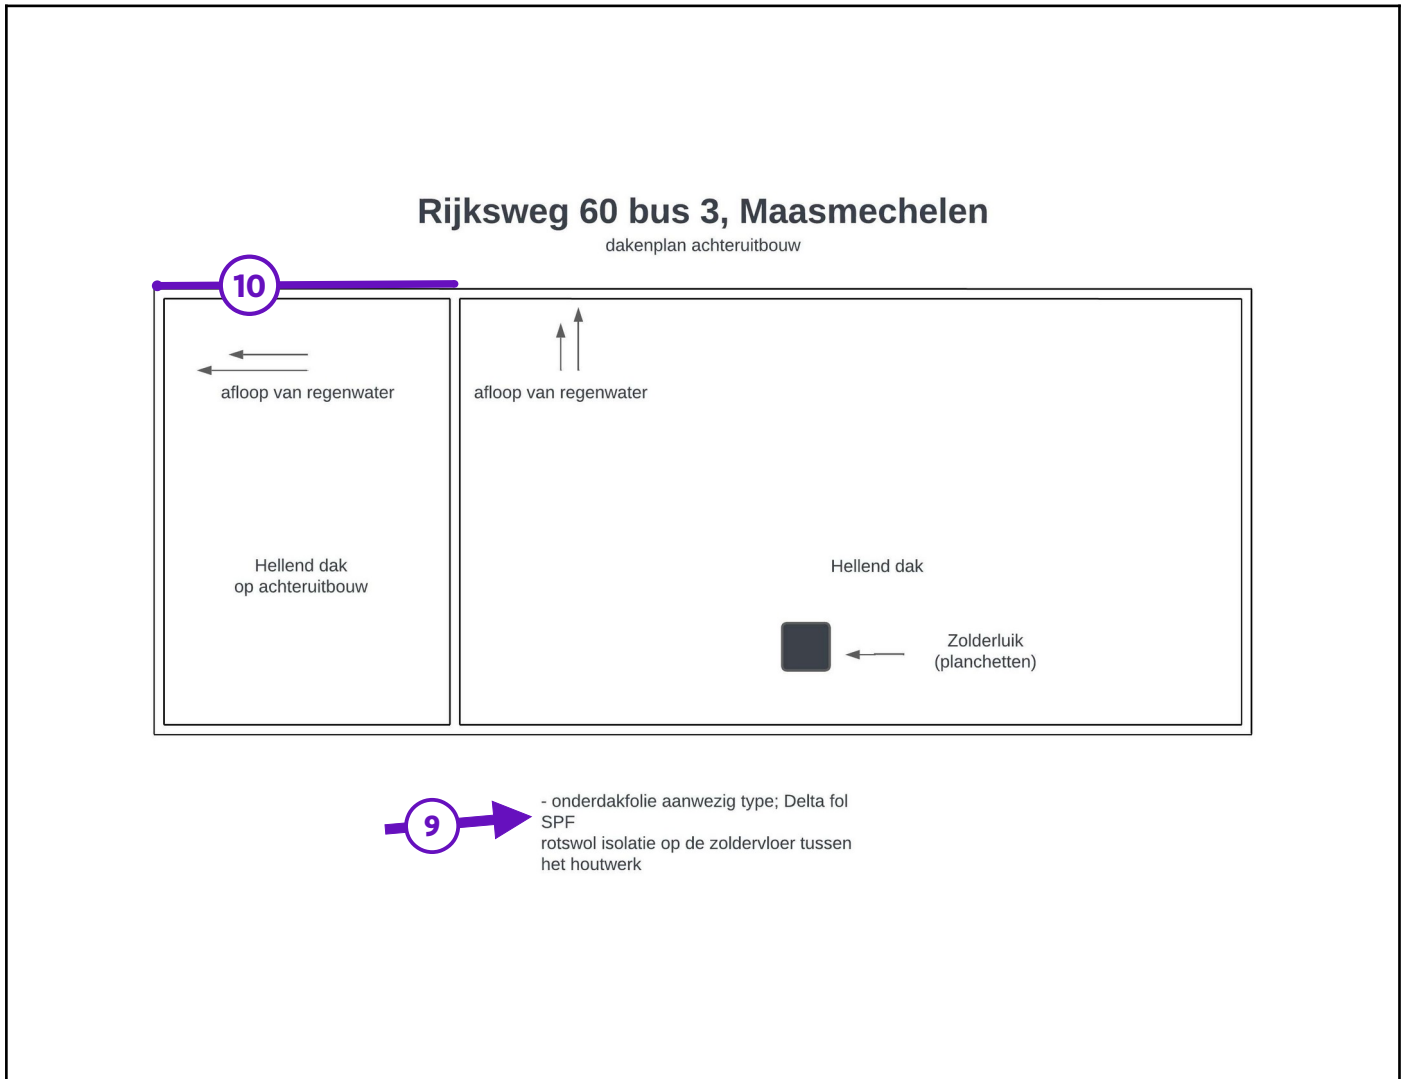 Rijksweg 60 bus 3, Maasmechelen
dakenplan achteruitbouw
10
afloop van regenwater
afloop van regenwater
Hellend dak
op achteruitbouw
Hellend dak
Zolderluik
(planchetten)
9
- onderdakfolie aanwezig type; Delta fol
SPF
rotswol isolatie op de zoldervloer tussen
het houtwerk